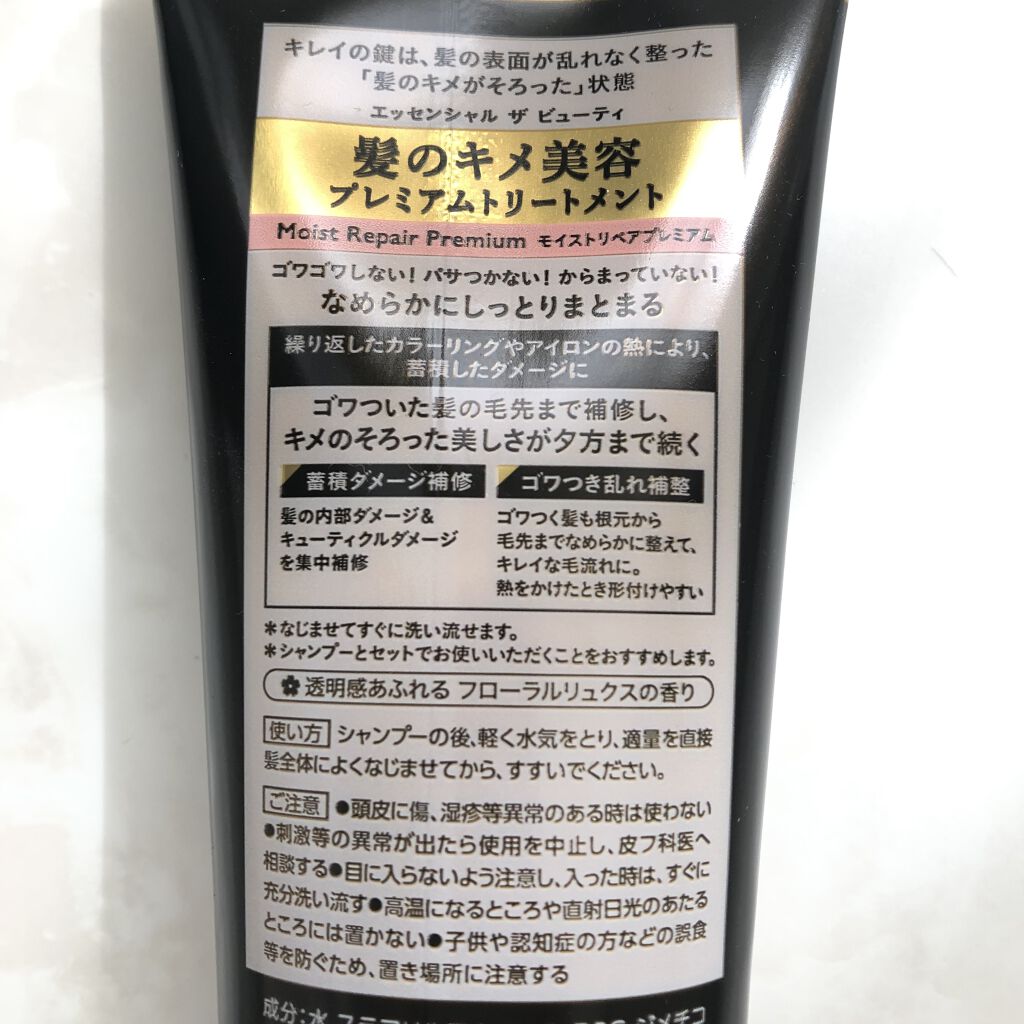 キレイの鍵は、髪の表面が乱れなく整った
「髪のキメがそろった」状態
エッセンシャル ザ ビューティ
髪のキメ美容
プレミアムトリートメント
Moist Repair Premium モイストリペアプレミアム
ゴワゴワしない！パサつかない！からまっていない！
なめらかにしっとりまとまる
繰り返したカラーリングやアイロンの熱により、
蓄積したダメージに
ゴワついた髪の毛先まで補修し、
キメのそろった美しさが夕方まで続く
蓄積ダメージ補修
髪の内部ダメージ&
キューティクルダメージ
を集中補修
ゴワつき乱れ補整
ゴワつく髪も根元から
毛先までなめらかに整えて、
キレイな毛流れに。
熱をかけたとき形付けやすい
*なじませてすぐに洗い流せます。
*シャンプーとセットでお使いいただくことをおすすめします。
透明感あふれる フローラルリュクスの香り
使い方 シャンプーの後、軽く水気をとり、適量を直接
髪全体によくなじませてから、すすいでください。
ご注意 ●頭皮に傷、湿疹等異常のある時は使わない
●刺激等の異常が出たら使用を中止し、皮フ科医へ
相談する●目に入らないよう注意し、入った時は、すぐに
充分洗い流す●高温になるところや直射日光のあたる
ところには置かない●子供や認知症の方などの誤食
等を防ぐため、置き場所に注意する
成分:水、ジメチコ